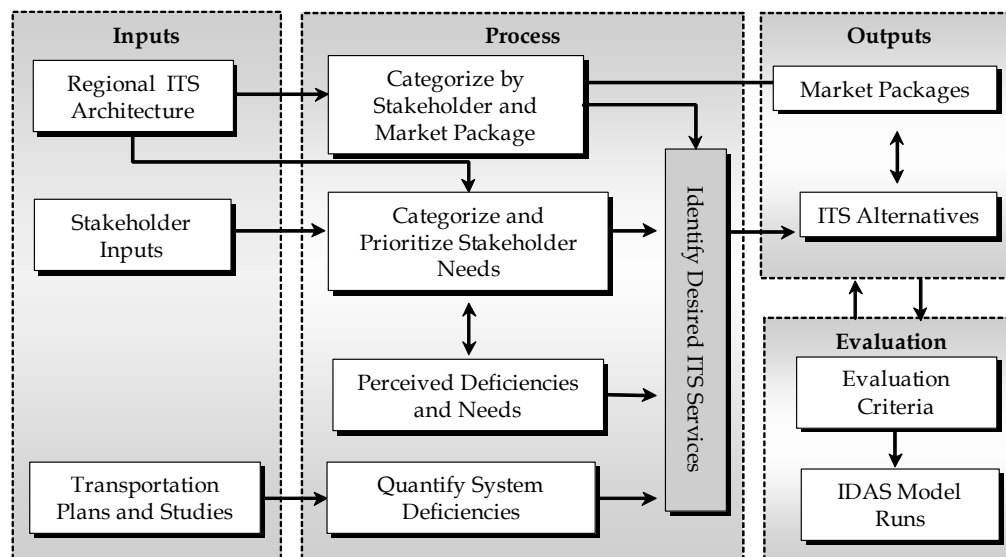 Inputs
Regional ITS
Architecture
Stakeholder
Inputs
Transportation
Plans and Studies
Process
Categorize by
Stakeholder and
Market Package
Categorize and
Prioritize Stakeholder
Needs
Perceived Deficiencies
and Needs
Quantify System
Deficiencies
Identify Desired ITS Services
Outputs
Market Packages
ITS Alternatives
Evaluation
Evaluation
Criteria
IDAS Model
Runs